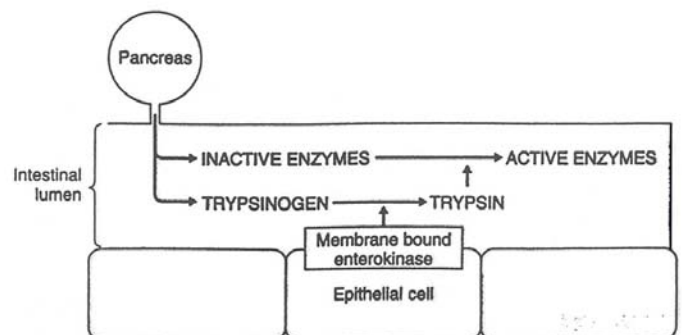 Pancreas
INACTIVE ENZYMES
ACTIVE ENZYMES
Intestinal
lumen
TRYPSINOGEN
TRYPSIN
Membrane bound
enterokinase
Epithelial cell